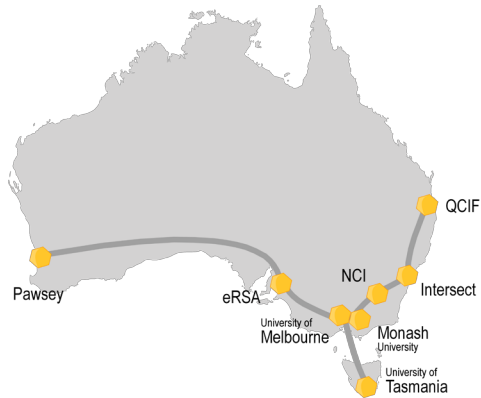 QCIF
NCI
Intersect
Pawsey
eRSA
University of
Melbourne
Monash
University
University of
Tasmania